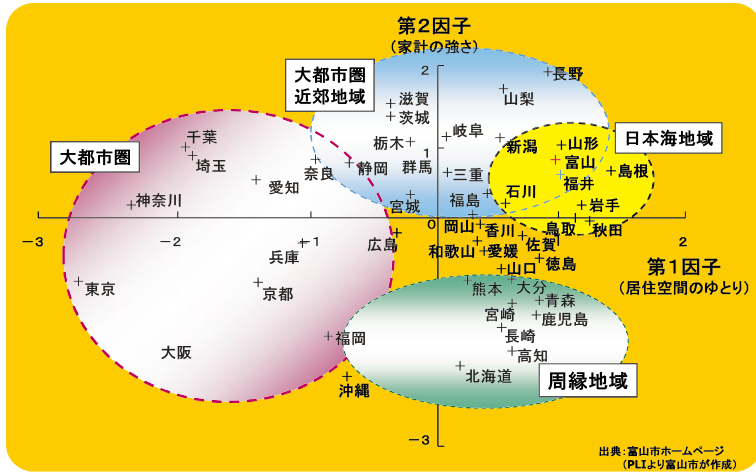 第2因子
(家計の強さ)
2
長野
大都市圏
近郊地域
滋賀
山梨
茨城
千葉
栃木
岐阜
新潟
山形
日本海地域
1
大都市圏
埼玉
奈良
静岡
群馬
三重
富山
島根
愛知
福井
神奈川
宮城
福島
石川
岩手
−3
−2
−1
0
1
2
岡山
香川
鳥取
秋田
広島
佐賀
兵庫
和歌山
愛媛
徳島
第1因子
(居住空間のゆとり)
山口
東京
京都
熊本
大分
青森
宮崎
鹿児島
福岡
長崎
大阪
高知
北海道
周縁地域
沖縄
−3
出典:富山市ホームページ
(PLIより富山市が作成)